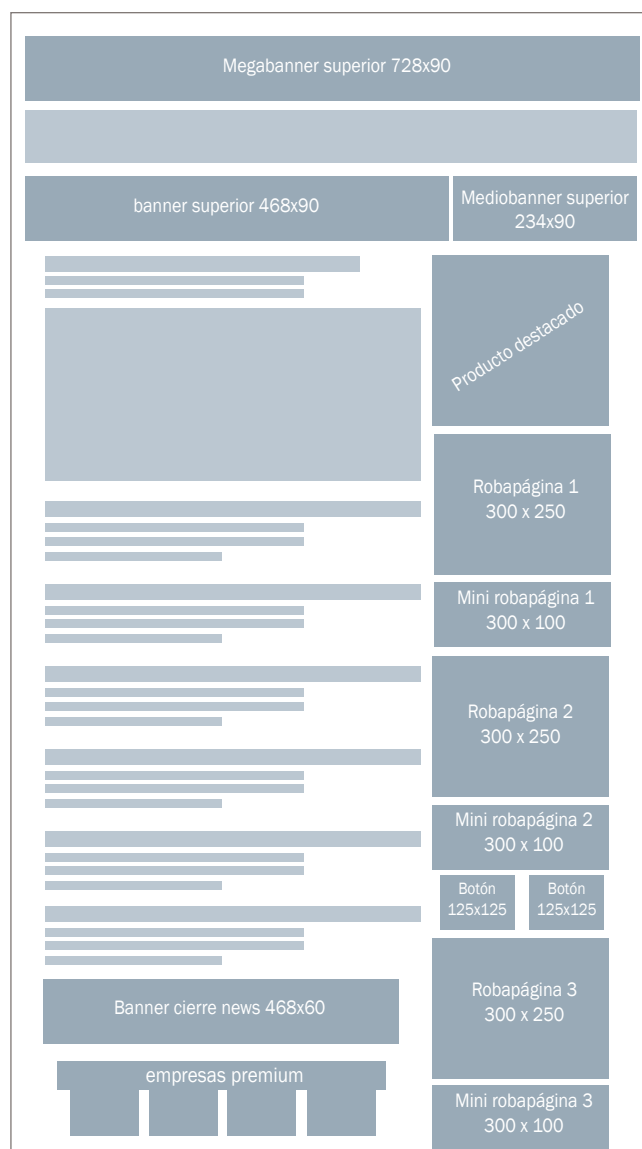 Megabanner superior 728x90
banner superior 468x90
Mediobanner superior
234x90
Producto destacado
Robapágina 1
300 x 250
Mini robapágina 1
300 x 100
Robapágina 2
300 x 250
Mini robapágina 2
300 x 100
Botón
125x125
Botón
125x125
Robapágina 3
300 x 250
Banner cierre news 468x60
empresas premium
Mini robapágina 3
300 x 100